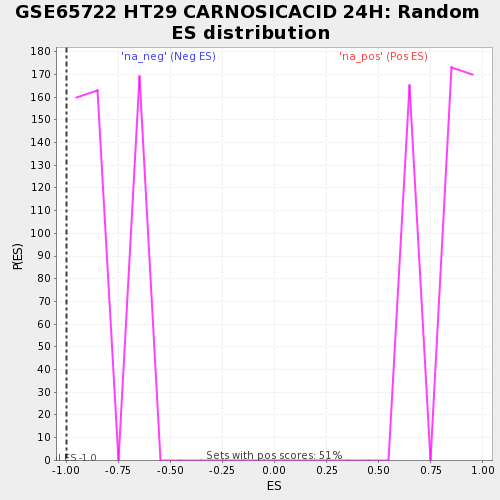 GSE65722 HT29 CARNOSICACID 24H: Random
ES distribution
'na_neg' (Neg ES)
'na_pos' (Pos ES)
180
170
160
150
140
130
120
110
100
90
80
70
60
50
40
30
20
10
0
P(ES)
Sets with pos scores: 51%
-1.00 -0.75 -0.50 -0.25 0.00 0.25 0.50 0.75 1.00
ES